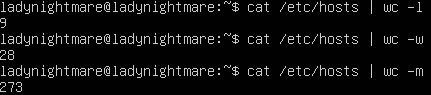 ladynightmare@ladynightmare:~$ cat /etc/hosts | wc -l
9
ladynightmare@ladynightmare:~$ cat /etc/hosts | wc -w
28
ladynightmare@ladynightmare:~$ cat /etc/hosts | wc -m
273